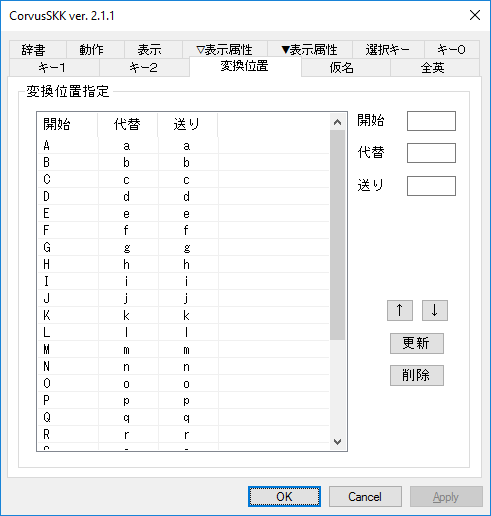 CorvusSKK ver. 2.1.1
辞書 動作 表示 ▽表示属性 ▼表示属性 選択キー キー0
キー1 キー2 変換位置 仮名 全英
変換位置指定
開始 代替 送り
A a a
B b b
C c c
D d d
E e e
F f f
G g g
H h h
I i i
J j j
K k k
L l l
M m m
N n n
O o o
P p p
Q q q
R r r
開始
代替
送り
↑ ↓
更新
削除
OK Cancel Apply